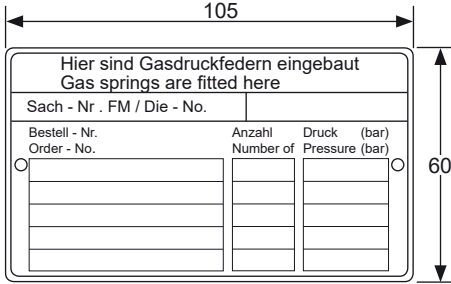 105
Hier sind Gasdruckfedern eingebaut
Gas springs are fitted here
Sach - Nr . FM / Die - No.
Bestell - Nr. Anzahl Druck (bar)
Order - No. Number of Pressure (bar)
60